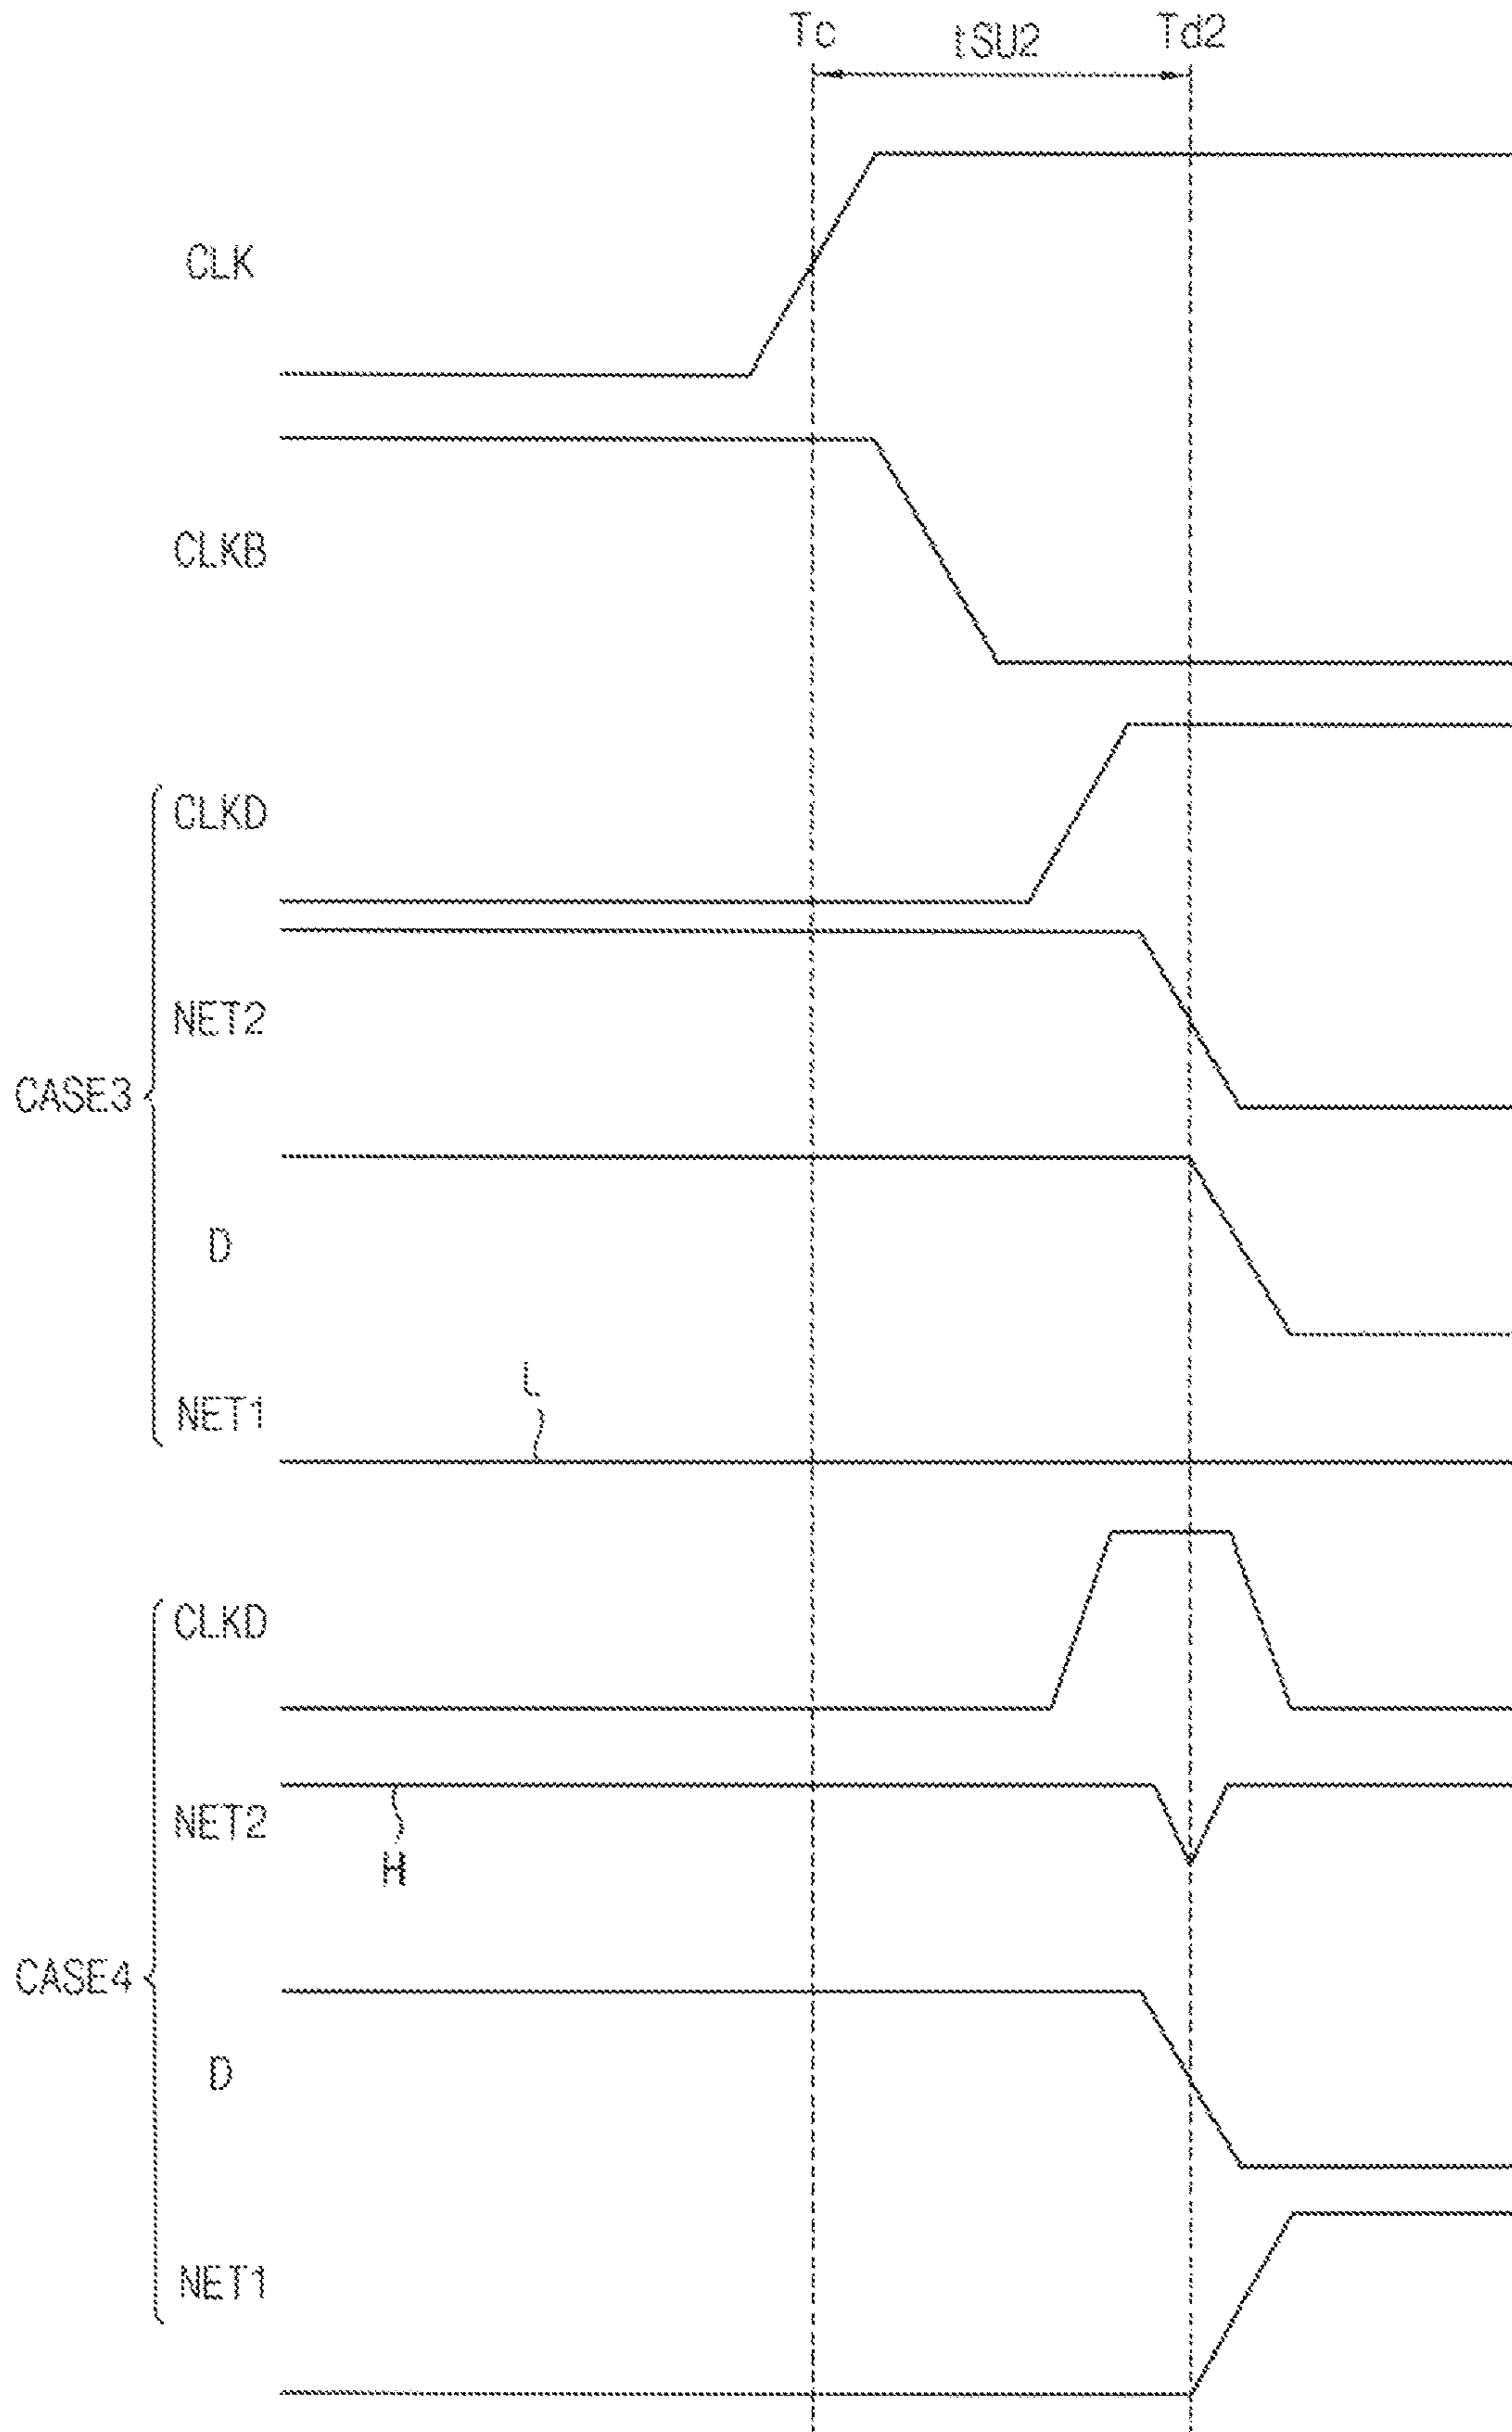 Tc tSU2 Td2
CLK
CLKB
CLKD
NET2
CASE3
D
L
NET1
CLKD
NET2
H
CASE4
D
NET1